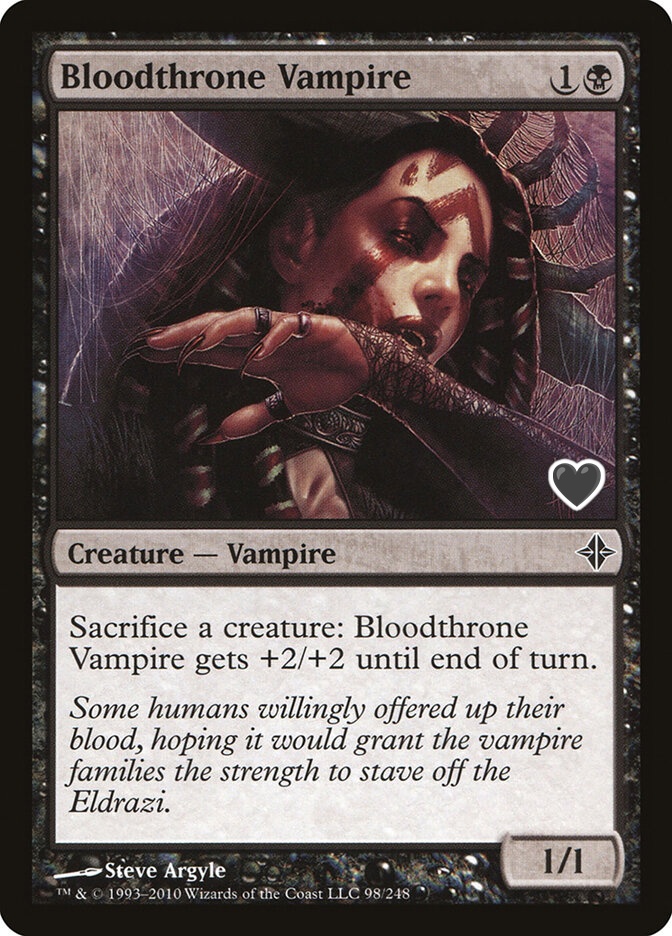 Bloodthrone Vampire 1
Creature — Vampire
Sacrifice a creature: Bloodthrone
Vampire gets +2/+2 until end of turn.
Some humans willingly offered up their
blood, hoping it would grant the vampire
families the strength to stave off the
Eldrazi.
1/1
Steve Argyle
™ & © 1993–2010 Wizards of the Coast LLC 98/248